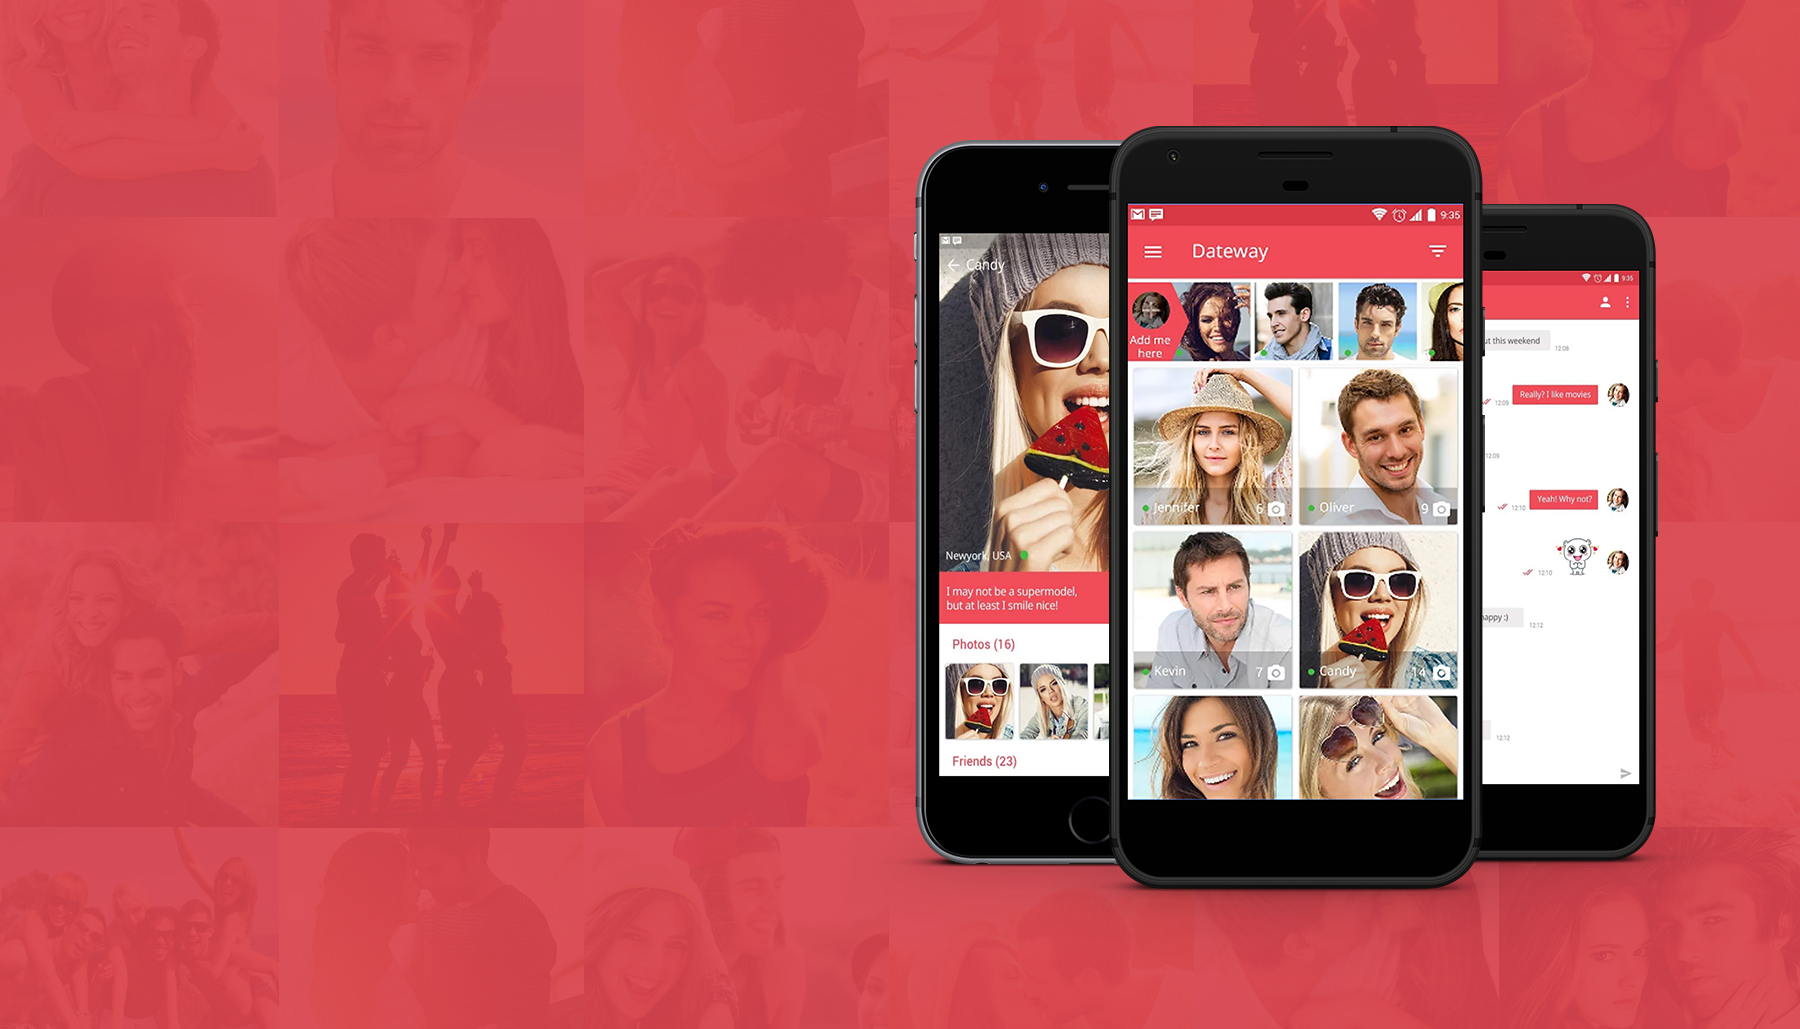 Candy
Newyork, USA
I may not be a supermodel,
but at least I smile nice!
Photos (16)
Friends (23)
9:35
Dateway
Add me
here
Jennifer 6
Oliver 9
Kevin 7
Candy 14
9:35
ut this weekend 12:08
12:09 Really? I like movies
12:09
12:10 Yeah! Why not?
12:10
happy :) 12:12
12:12